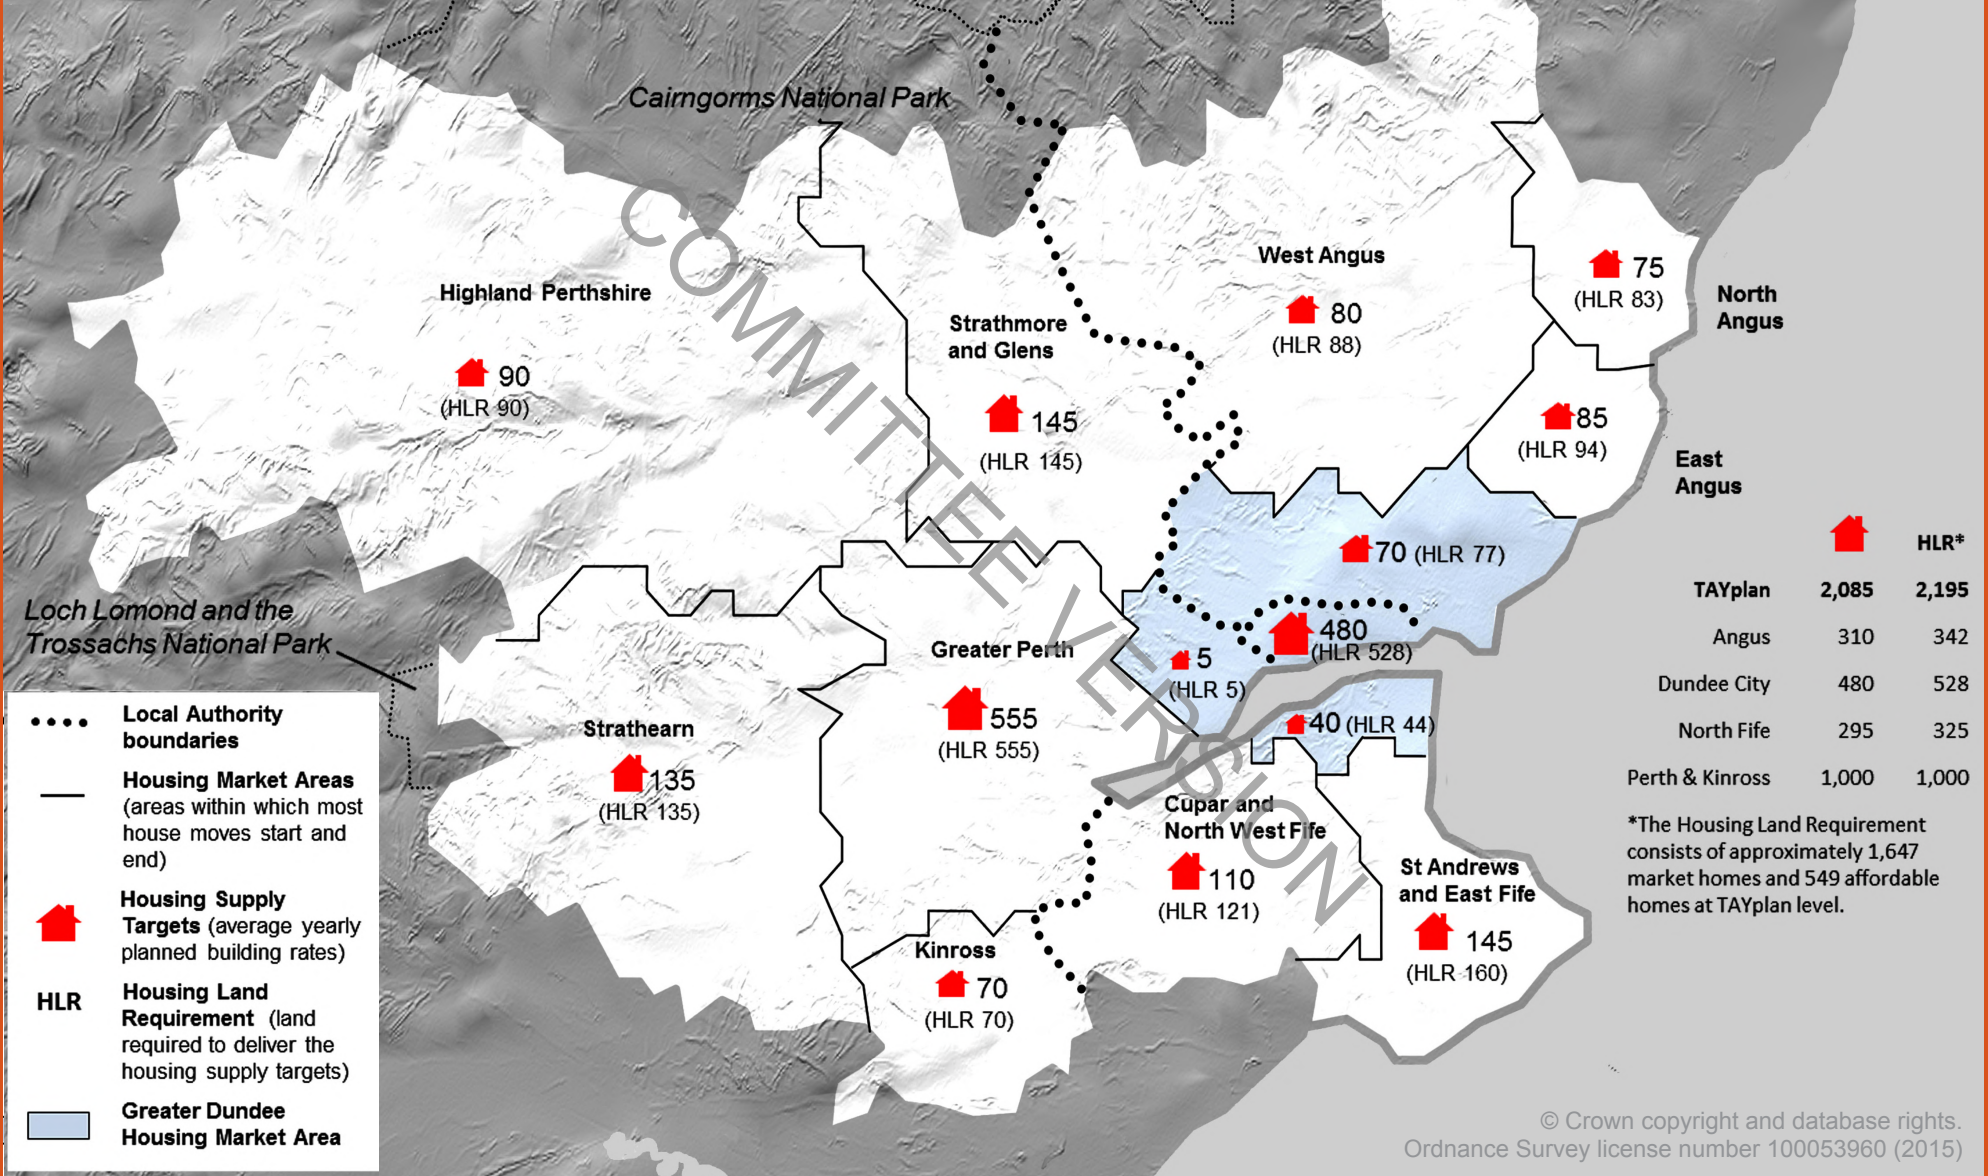 Cairngorms National Park
West Angus
80
(HLR 88)
75
(HLR 83)
North
Angus
Highland Perthshire
90
(HLR 90)
Strathmore
and Glens
145
(HLR 145)
85
(HLR 94)
East
Angus
70 (HLR 77)
480
(HLR 528)
5
(HLR 5)
40 (HLR 44)
Loch Lomond and the
Trossachs National Park
Greater Perth
555
(HLR 555)
Strathearn
135
(HLR 135)
Cupar and
North West Fife
110
(HLR 121)
St Andrews
and East Fife
145
(HLR 160)
Kinross
70
(HLR 70)
COMMITTEE VERSION
HLR*
TAYplan 2,085 2,195
Angus 310 342
Dundee City 480 528
North Fife 295 325
Perth & Kinross 1,000 1,000
*The Housing Land Requirement
consists of approximately 1,647
market homes and 549 affordable
homes at TAYplan level.
Local Authority
boundaries
Housing Market Areas
(areas within which most
house moves start and
end)
Housing Supply
Targets (average yearly
planned building rates)
HLR
Housing Land
Requirement (land
required to deliver the
housing supply targets)
Greater Dundee
Housing Market Area
© Crown copyright and database rights.
Ordnance Survey license number 100053960 (2015)